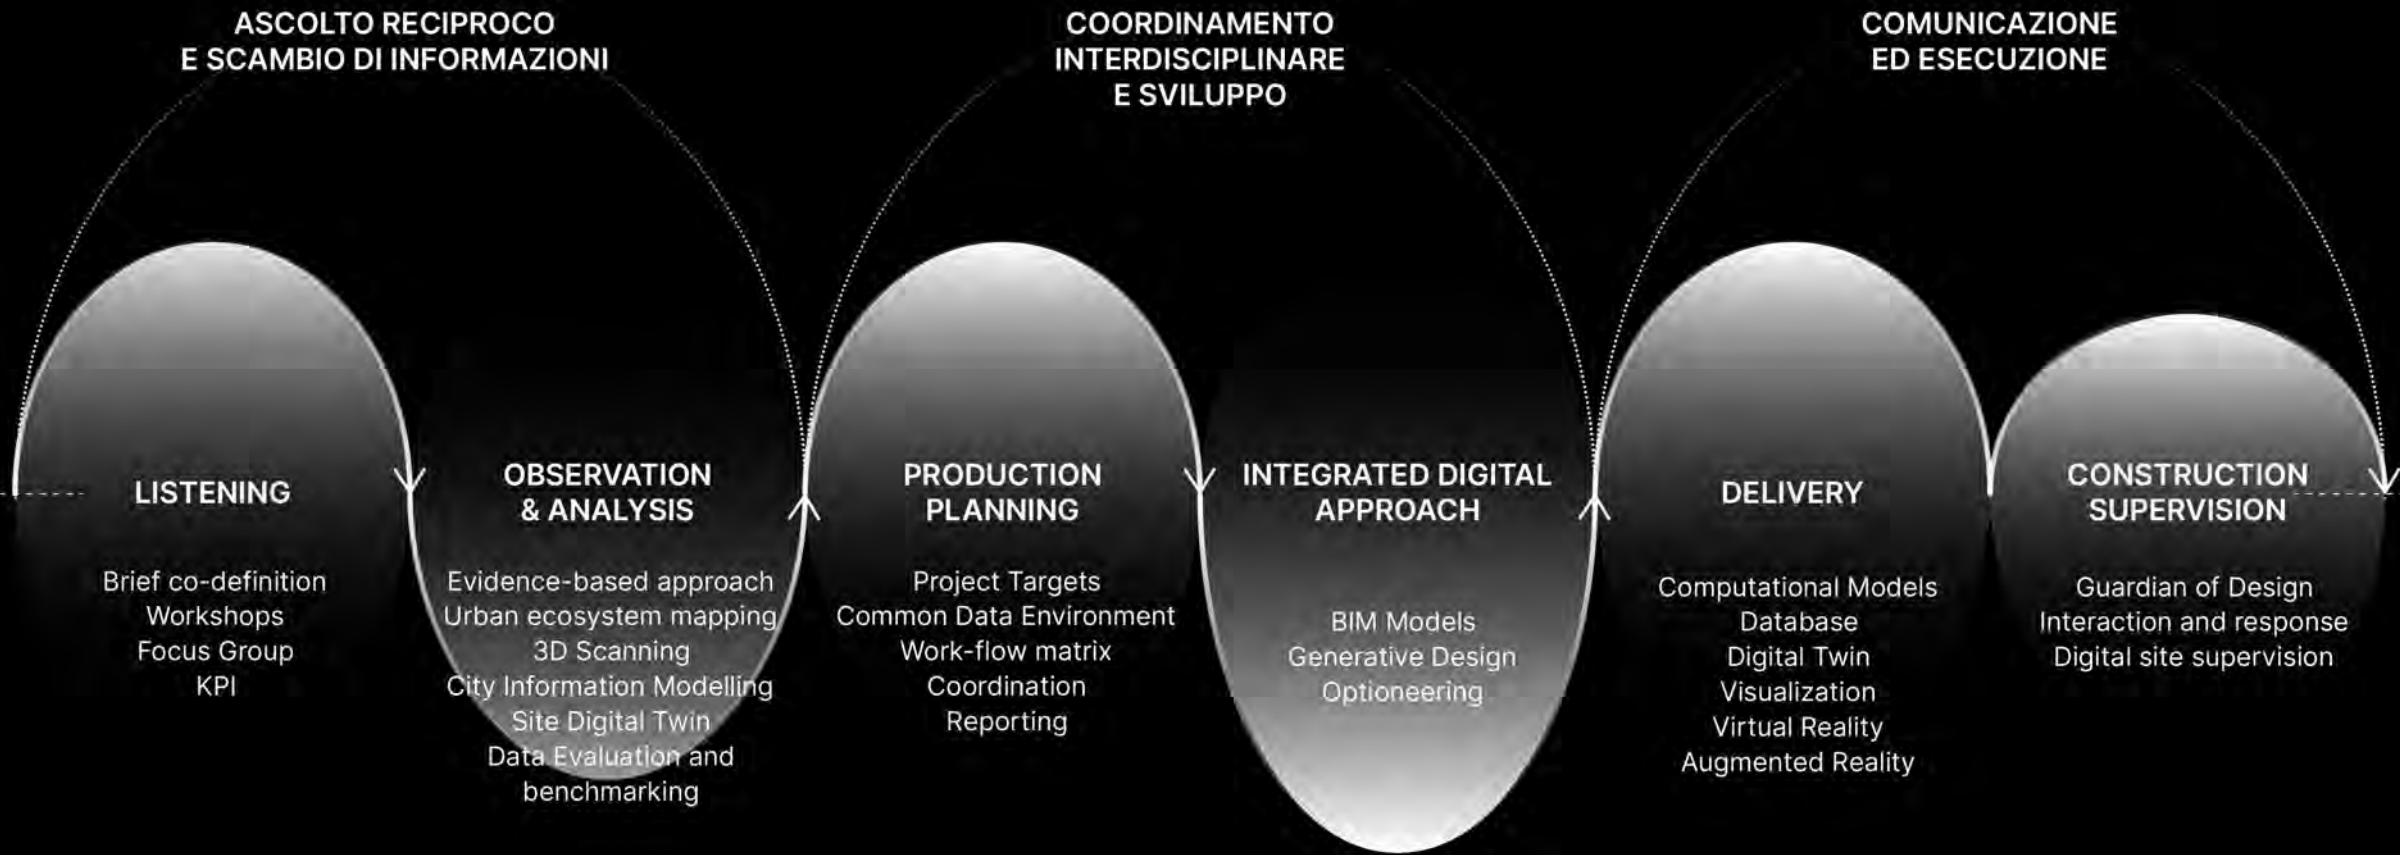 ASCOLTO RECIPROCO
E SCAMBIO DI INFORMAZIONI
COORDINAMENTO
INTERDISCIPLINARE
E SVILUPPO
COMUNICAZIONE
ED ESECUZIONE
LISTENING
Brief co-definition
Workshops
Focus Group
KPI
OBSERVATION
& ANALYSIS
Evidence-based approach
Urban ecosystem mapping
3D Scanning
City Information Modelling
Site Digital Twin
Data Evaluation and
benchmarking
PRODUCTION
PLANNING
Project Targets
Common Data Environment
Work-flow matrix
Coordination
Reporting
INTEGRATED DIGITAL
APPROACH
BIM Models
Generative Design
Optioneering
DELIVERY
Computational Models
Database
Digital Twin
Visualization
Virtual Reality
Augmented Reality
CONSTRUCTION
SUPERVISION
Guardian of Design
Interaction and response
Digital site supervision